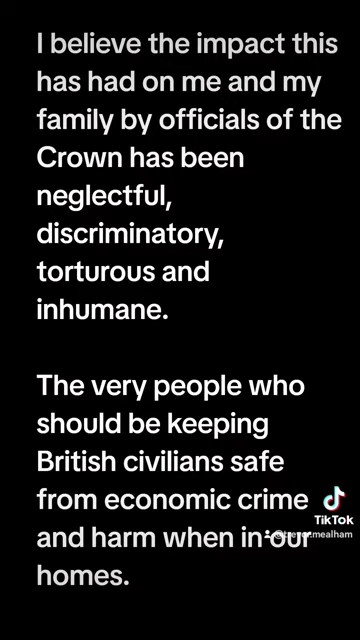 I believe the impact this
has had on me and my
family by officials of the
Crown has been
neglectful,
discriminatory,
torturous and
inhumane.
The very people who
should be keeping
British civilians safe
from economic crime
and harm when in our
homes.
TikTok